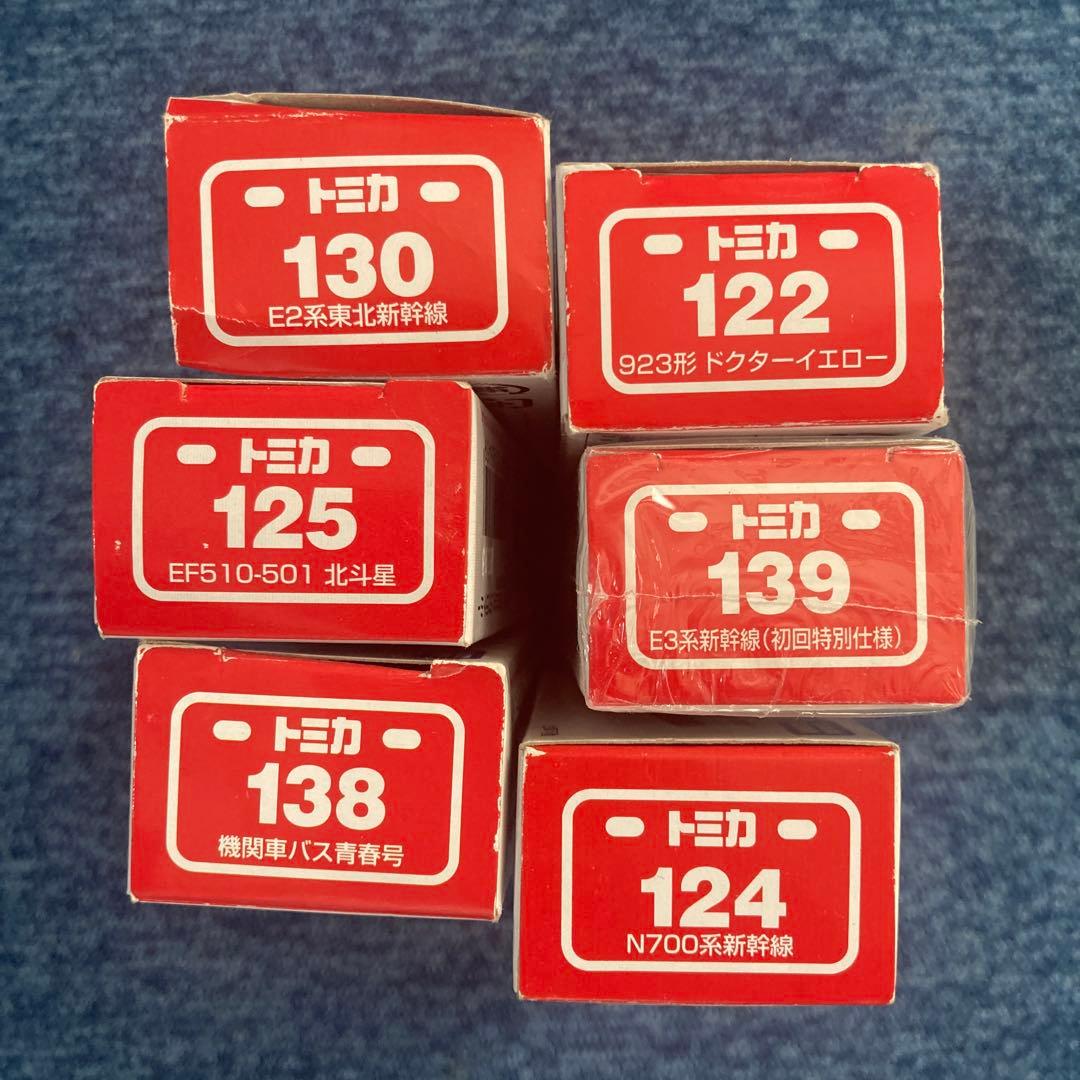 トミカ
130
E2系東北新幹線
トミカ
122
923形 ドクターイエロー
トミカ
125
EF510-501 北斗星
トミカ
139
E3系新幹線(初回特別仕様)
トミカ
138
機関車バス青春号
トミカ
124
N700系新幹線